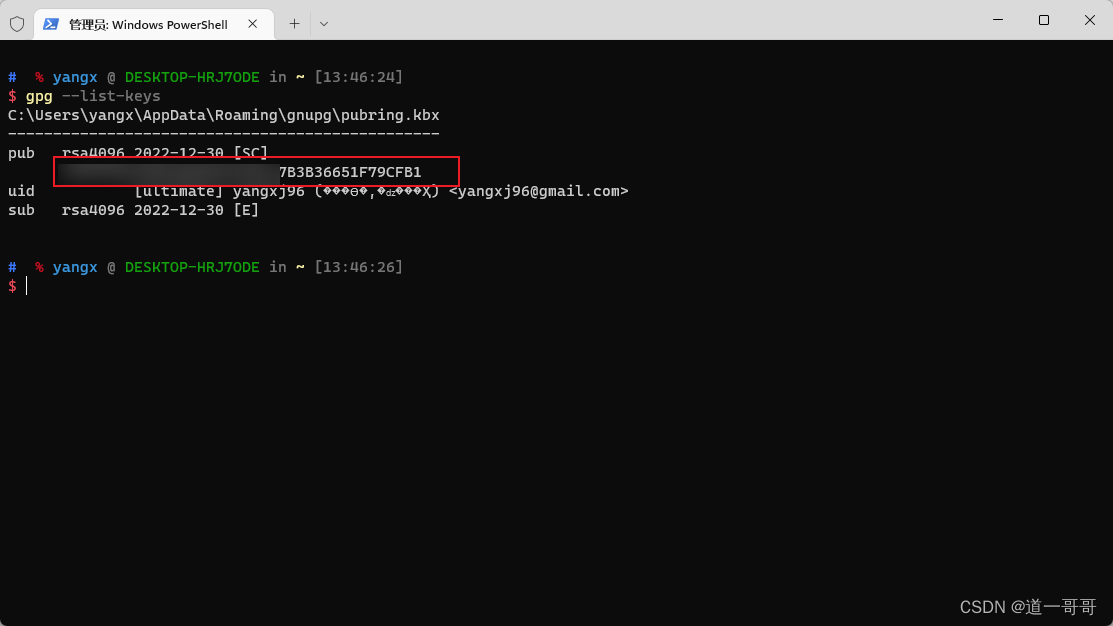 管理员: Windows PowerShell
# % yangx @ DESKTOP-HRJ7ODE in ~ [13:46:24]
$ gpg --list-keys
C:\Users\yangx\AppData\Roaming\gnupg\pubring.kbx
------------------------------------------------
pub   rsa4096 2022-12-30 [SC]
7B3B36651F79CFB1
uid           [ultimate] yangxj96 (���ѳ�,�ʣ���Ҳ) <yangxj96@gmail.com>
sub   rsa4096 2022-12-30 [E]
# % yangx @ DESKTOP-HRJ7ODE in ~ [13:46:26]
$
CSDN @道一哥哥